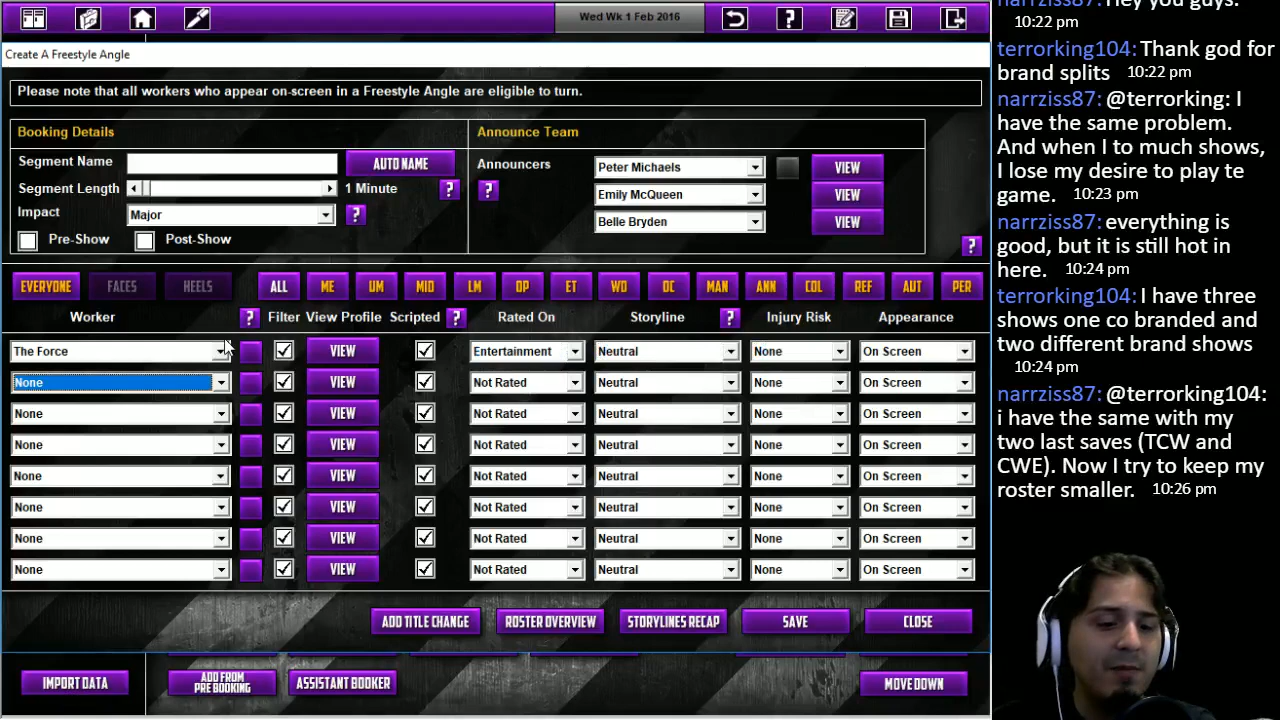 Wed Wk 1 Feb 2016
Create A Freestyle Angle
Please note that all workers who appear on-screen in a Freestyle Angle are eligible to turn.
Booking Details
Segment Name
AUTO NAME
Segment Length
1 Minute
?
Impact
Major
?
Pre-Show
Post-Show
Announce Team
Announcers
?
Peter Michaels
VIEW
Emily McQueen
VIEW
Belle Bryden
VIEW
?
EVERYONE FACES HEELS ALL ME UM MID LM OP ET WO OC MAN ANN COL REF AUT PER
Worker ? Filter View Profile Scripted ? Rated On Storyline ? Injury Risk Appearance
The Force VIEW Entertainment Neutral None On Screen
None VIEW Not Rated Neutral None On Screen
None VIEW Not Rated Neutral None On Screen
None VIEW Not Rated Neutral None On Screen
None VIEW Not Rated Neutral None On Screen
None VIEW Not Rated Neutral None On Screen
None VIEW Not Rated Neutral None On Screen
None VIEW Not Rated Neutral None On Screen
ADD TITLE CHANGE ROSTER OVERVIEW STORYLINES RECAP SAVE CLOSE
IMPORT DATA
ADD FROM
PRE BOOKING
ASSISTANT BOOKER
MOVE DOWN
narrziss87: Hey you guys.
10:22 pm
terrorking104: Thank god for
brand splits 10:22 pm
narrziss87: @terrorking: I
have the same problem.
And when I to much shows,
I lose my desire to play te
game. 10:23 pm
narrziss87: everything is
good, but it is still hot in
here. 10:24 pm
terrorking104: I have three
shows one co branded and
two different brand shows
10:24 pm
narrziss87: @terrorking104:
i have the same with my
two last saves (TCW and
CWE). Now I try to keep my
roster smaller. 10:26 pm